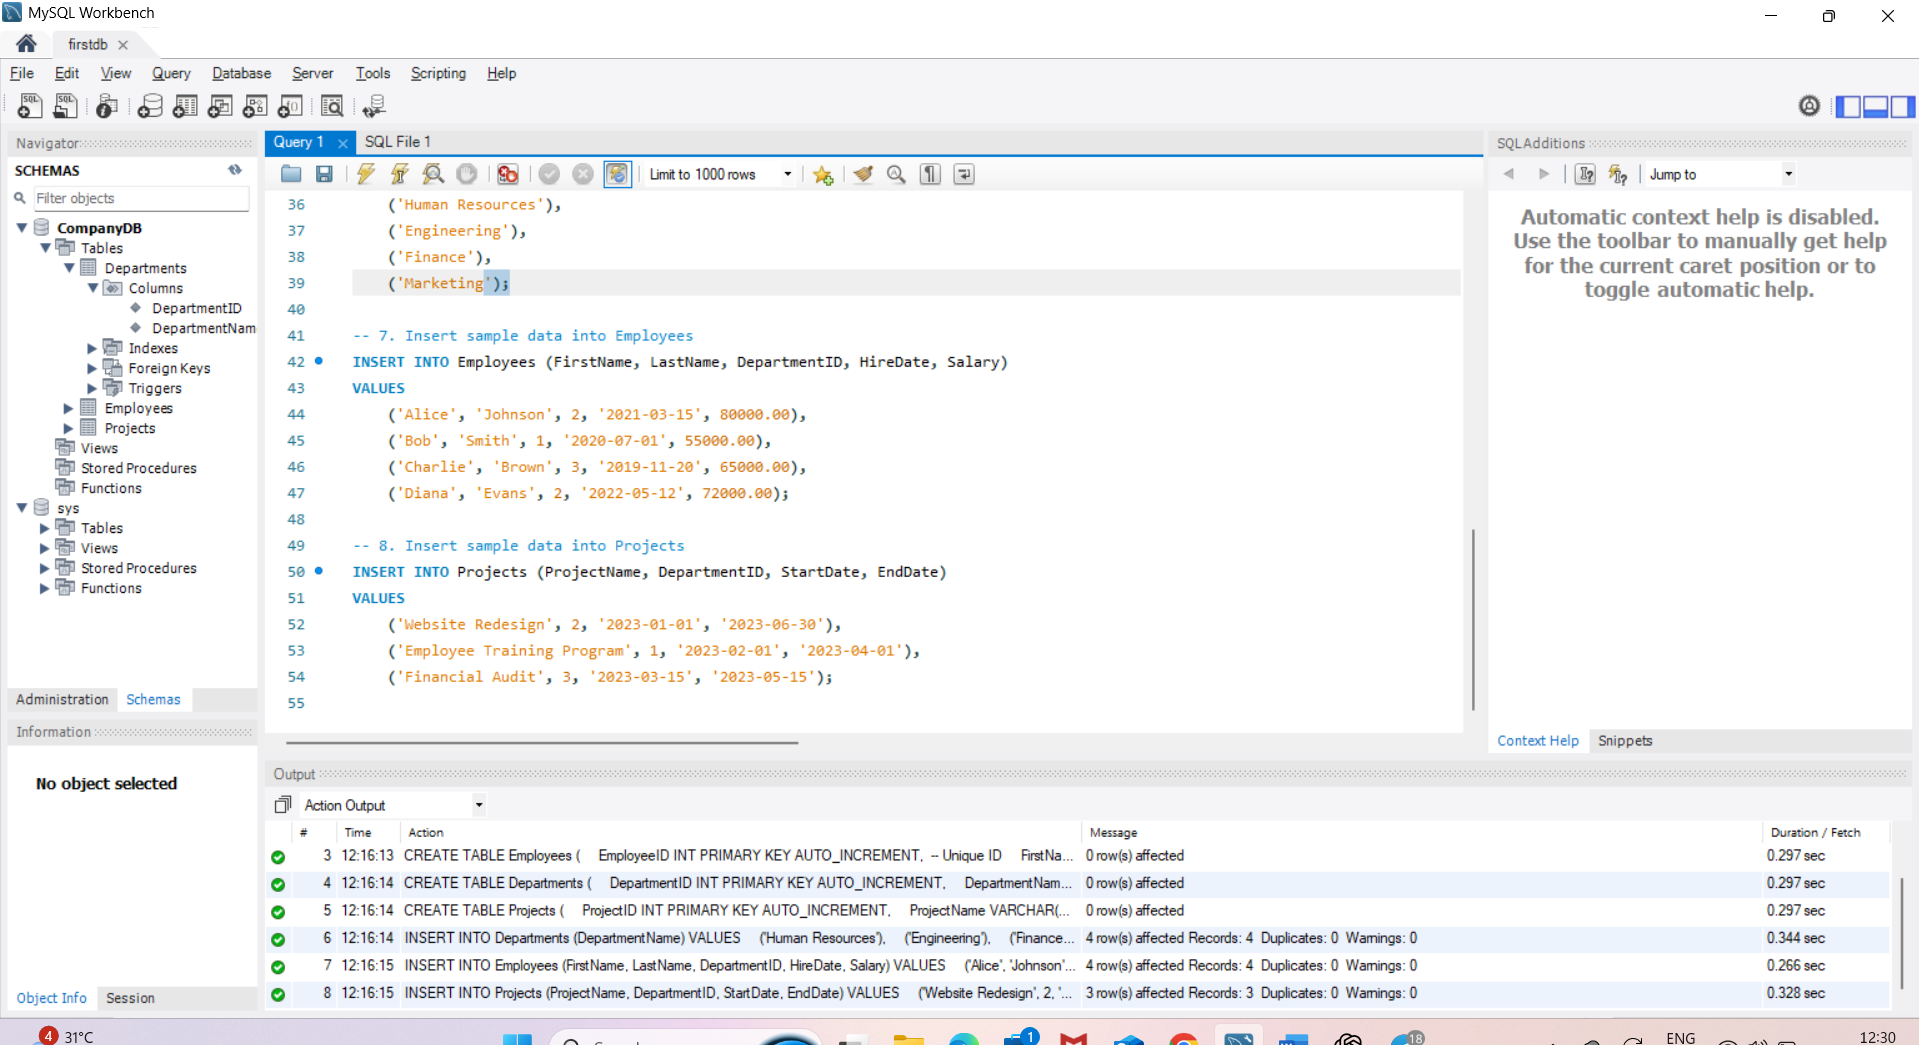 MySQL Workbench
firstdb
File Edit View Query Database Server Tools Scripting Help
Navigator
SCHEMAS
Filter objects
CompanyDB
Tables
Departments
Columns
DepartmentID
DepartmentNam
Indexes
Foreign Keys
Triggers
Employees
Projects
Views
Stored Procedures
Functions
sys
Tables
Views
Stored Procedures
Functions
Administration Schemas
Information
No object selected
Object Info Session
Query 1 SQL File 1
Limit to 1000 rows
36 ('Human Resources'),
37 ('Engineering'),
38 ('Finance'),
39 ('Marketing');
40
41 -- 7. Insert sample data into Employees
42 INSERT INTO Employees (FirstName, LastName, DepartmentID, HireDate, Salary)
43 VALUES
44 ('Alice', 'Johnson', 2, '2021-03-15', 80000.00),
45 ('Bob', 'Smith', 1, '2020-07-01', 55000.00),
46 ('Charlie', 'Brown', 3, '2019-11-20', 65000.00),
47 ('Diana', 'Evans', 2, '2022-05-12', 72000.00);
48
49 -- 8. Insert sample data into Projects
50 INSERT INTO Projects (ProjectName, DepartmentID, StartDate, EndDate)
51 VALUES
52 ('Website Redesign', 2, '2023-01-01', '2023-06-30'),
53 ('Employee Training Program', 1, '2023-02-01', '2023-04-01'),
54 ('Financial Audit', 3, '2023-03-15', '2023-05-15');
55
SQLAdditions
Jump to
Automatic context help is disabled.
Use the toolbar to manually get help
for the current caret position or to
toggle automatic help.
Context Help Snippets
Output
Action Output
# Time Action Message Duration / Fetch
3 12:16:13 CREATE TABLE Employees ( EmployeeID INT PRIMARY KEY AUTO_INCREMENT, -- Unique ID FirstNa... 0 row(s) affected 0.297 sec
4 12:16:14 CREATE TABLE Departments ( DepartmentID INT PRIMARY KEY AUTO_INCREMENT, DepartmentNam... 0 row(s) affected 0.297 sec
5 12:16:14 CREATE TABLE Projects ( ProjectID INT PRIMARY KEY AUTO_INCREMENT, ProjectName VARCHAR(... 0 row(s) affected 0.297 sec
6 12:16:14 INSERT INTO Departments (DepartmentName) VALUES ('Human Resources'), ('Engineering'), ('Finance... 4 row(s) affected Records: 4 Duplicates: 0 Warnings: 0 0.344 sec
7 12:16:15 INSERT INTO Employees (FirstName, LastName, DepartmentID, HireDate, Salary) VALUES ('Alice', 'Johnson'... 4 row(s) affected Records: 4 Duplicates: 0 Warnings: 0 0.266 sec
8 12:16:15 INSERT INTO Projects (ProjectName, DepartmentID, StartDate, EndDate) VALUES ('Website Redesign', 2, '... 3 row(s) affected Records: 3 Duplicates: 0 Warnings: 0 0.328 sec
4 31°C 1 18 ENG 12:30